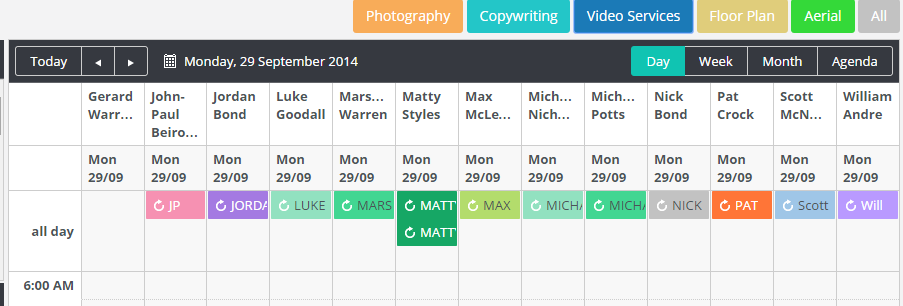 Photography Copywriting Video Services Floor Plan Aerial All
Today Monday, 29 September 2014 Day Week Month Agenda
Gerard John- Jordan Luke Mars... Matty Max Mich... Mich... Nick Pat Scott William
Warr... Paul Bond Goodall Warren Styles McLe... Nich... Potts Bond Crock McN... Andre
Beiro...
Mon Mon Mon Mon Mon Mon Mon Mon Mon Mon Mon Mon Mon
29/09 29/09 29/09 29/09 29/09 29/09 29/09 29/09 29/09 29/09 29/09 29/09 29/09
JP JORDA LUKE MARS MATTY MAX MICHA MICHA NICK PAT Scott Will
all day MATTY
6:00 AM